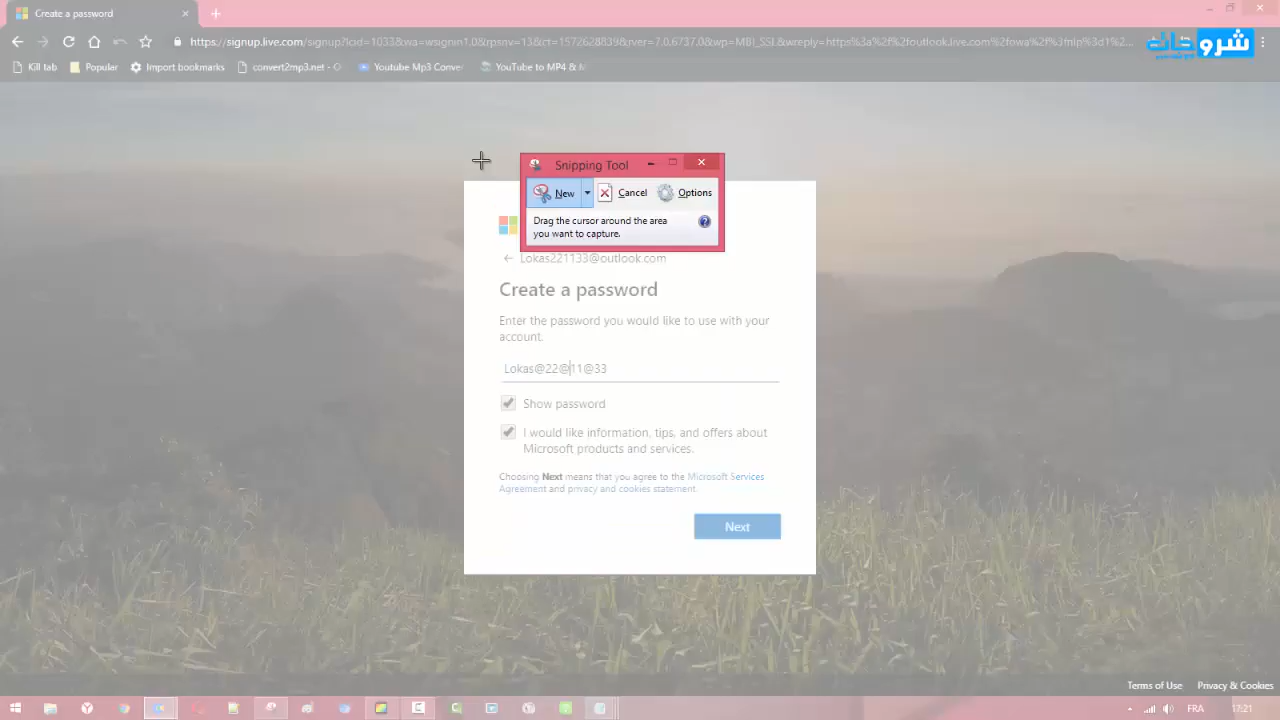 Create a password
https://signup.live.com/signup?lcid=1033&wa=wsignin1.0&rpsnv=13&ct=1572628839&rver=7.0.6737.0&wp=MBI_SSL&wreply=https%3a%2f%2foutlook.live.com%2fowa%2f%3fnlp%3d1%2...
شروحات
Kill tab
Popular
Import bookmarks
convert2mp3.net -
Youtube Mp3 Conve
YouTube to MP4 & M
Snipping Tool
New
Cancel
Options
Drag the cursor around the area
you want to capture.
Lokas221133@outlook.com
Create a password
Enter the password you would like to use with your
account.
Lokas@22@11@33
Show password
I would like information, tips, and offers about
Microsoft products and services.
Choosing Next means that you agree to the Microsoft Services
Agreement and privacy and cookies statement.
Next
Terms of Use
Privacy & Cookies
FRA
17:21